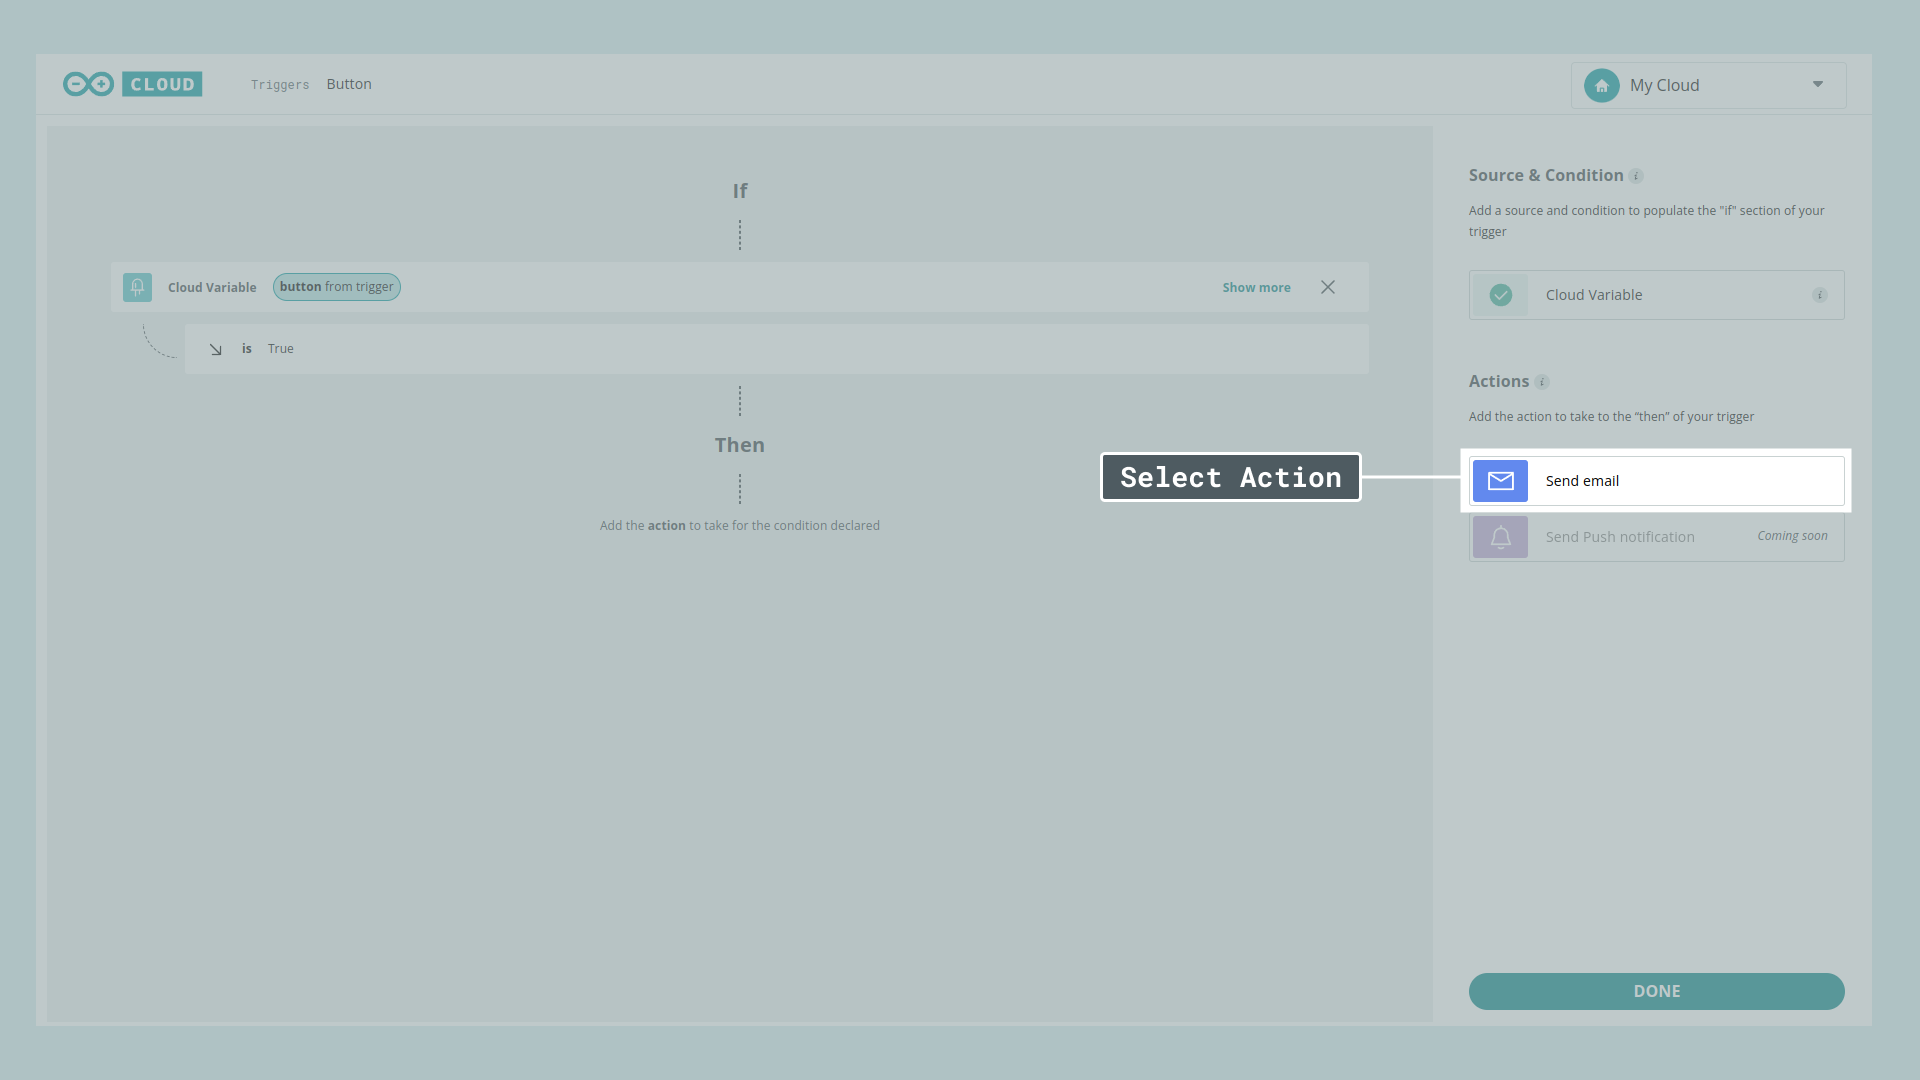 CLOUD
Triggers Button
My Cloud
If
Cloud Variable button from trigger Show more
is True
Then
Add the action to take for the condition declared
Select Action
Source & Condition i
Add a source and condition to populate the "if" section of your
trigger
Cloud Variable i
Actions i
Add the action to take to the “then” of your trigger
Send email
Send Push notification Coming soon
DONE